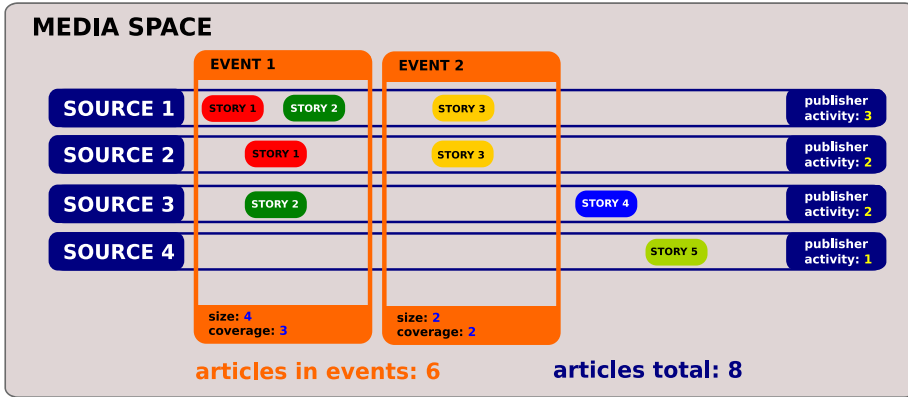 MEDIA SPACE
EVENT 1
EVENT 2
SOURCE 1
STORY 1
STORY 2
STORY 3
publisher
activity: 3
SOURCE 2
STORY 1
STORY 3
publisher
activity: 2
SOURCE 3
STORY 2
STORY 4
publisher
activity: 2
SOURCE 4
STORY 5
publisher
activity: 1
size: 4
coverage: 3
size: 2
coverage: 2
articles in events: 6
articles total: 8